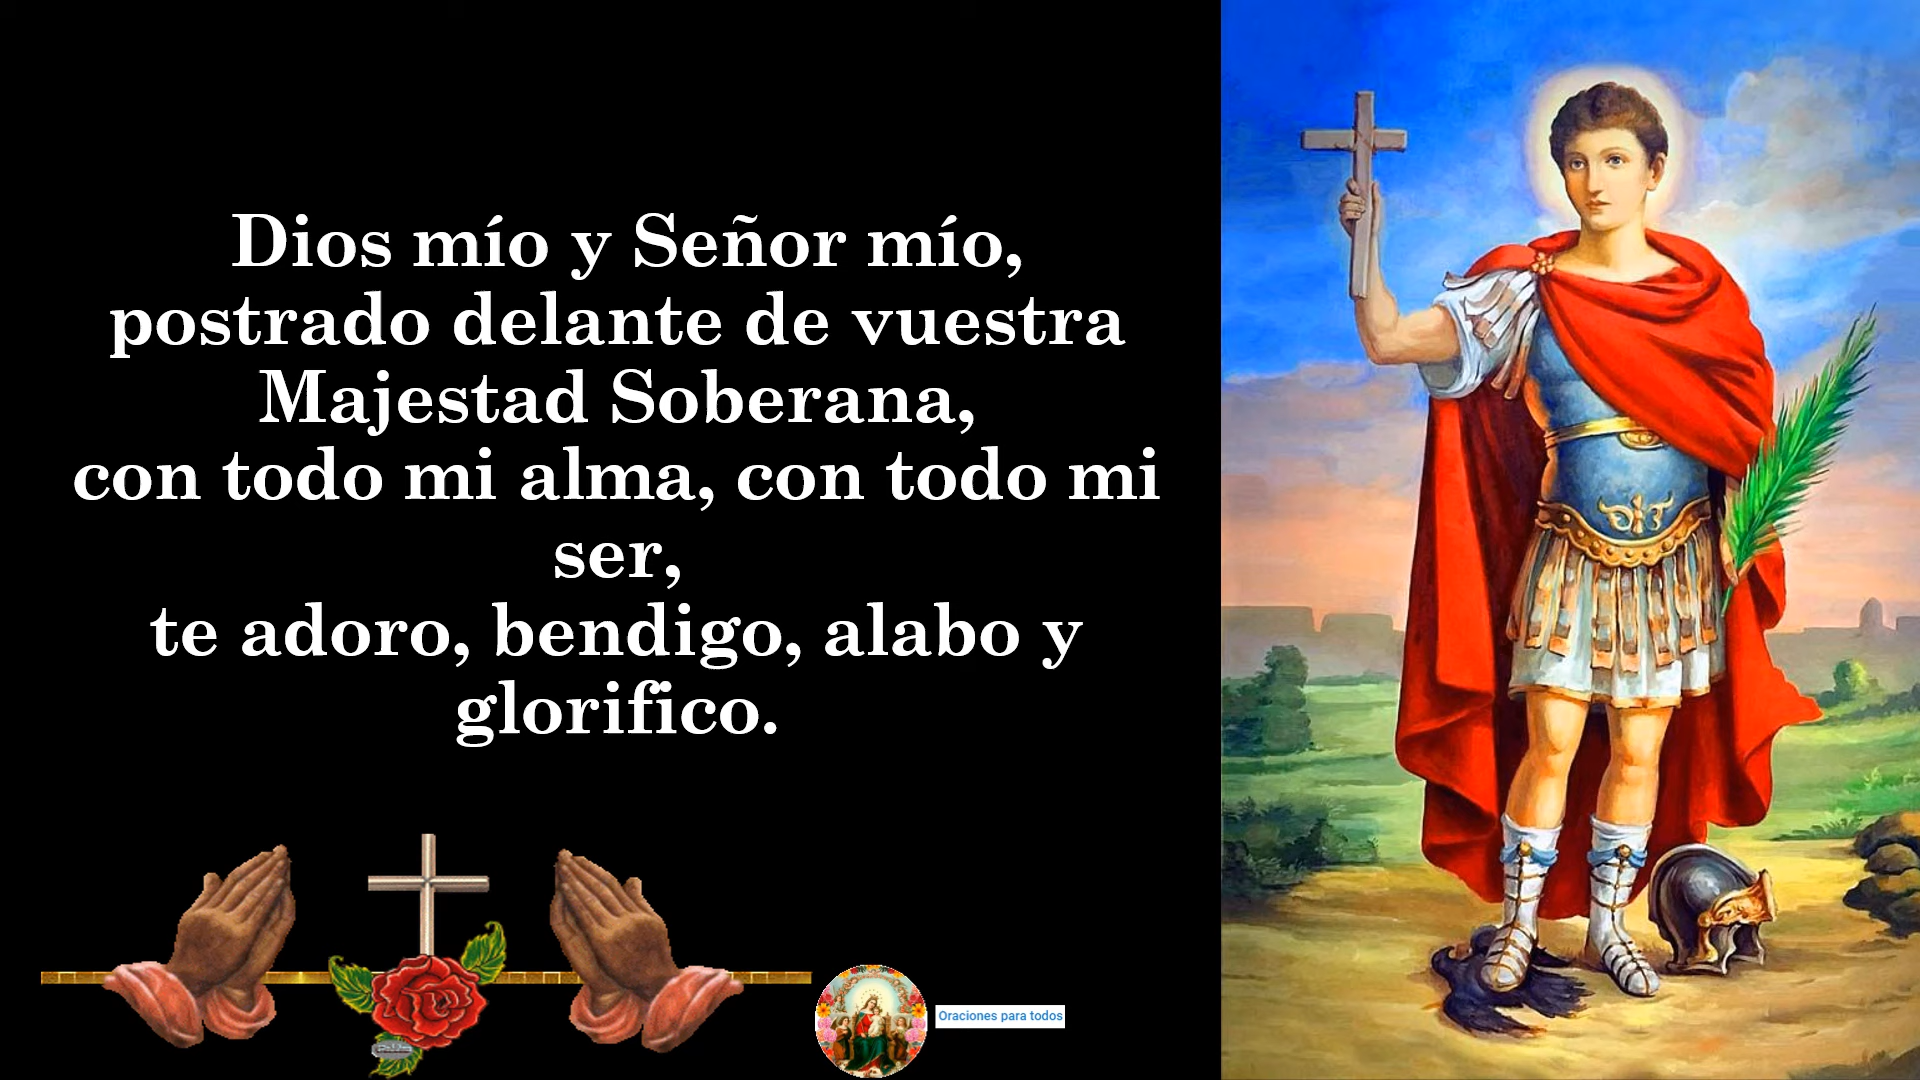 Dios mío y Señor mío,
postrado delante de vuestra
Majestad Soberana,
con todo mi alma, con todo mi
ser,
te adoro, bendigo, alabo y
glorifico.
Oraciones para todos